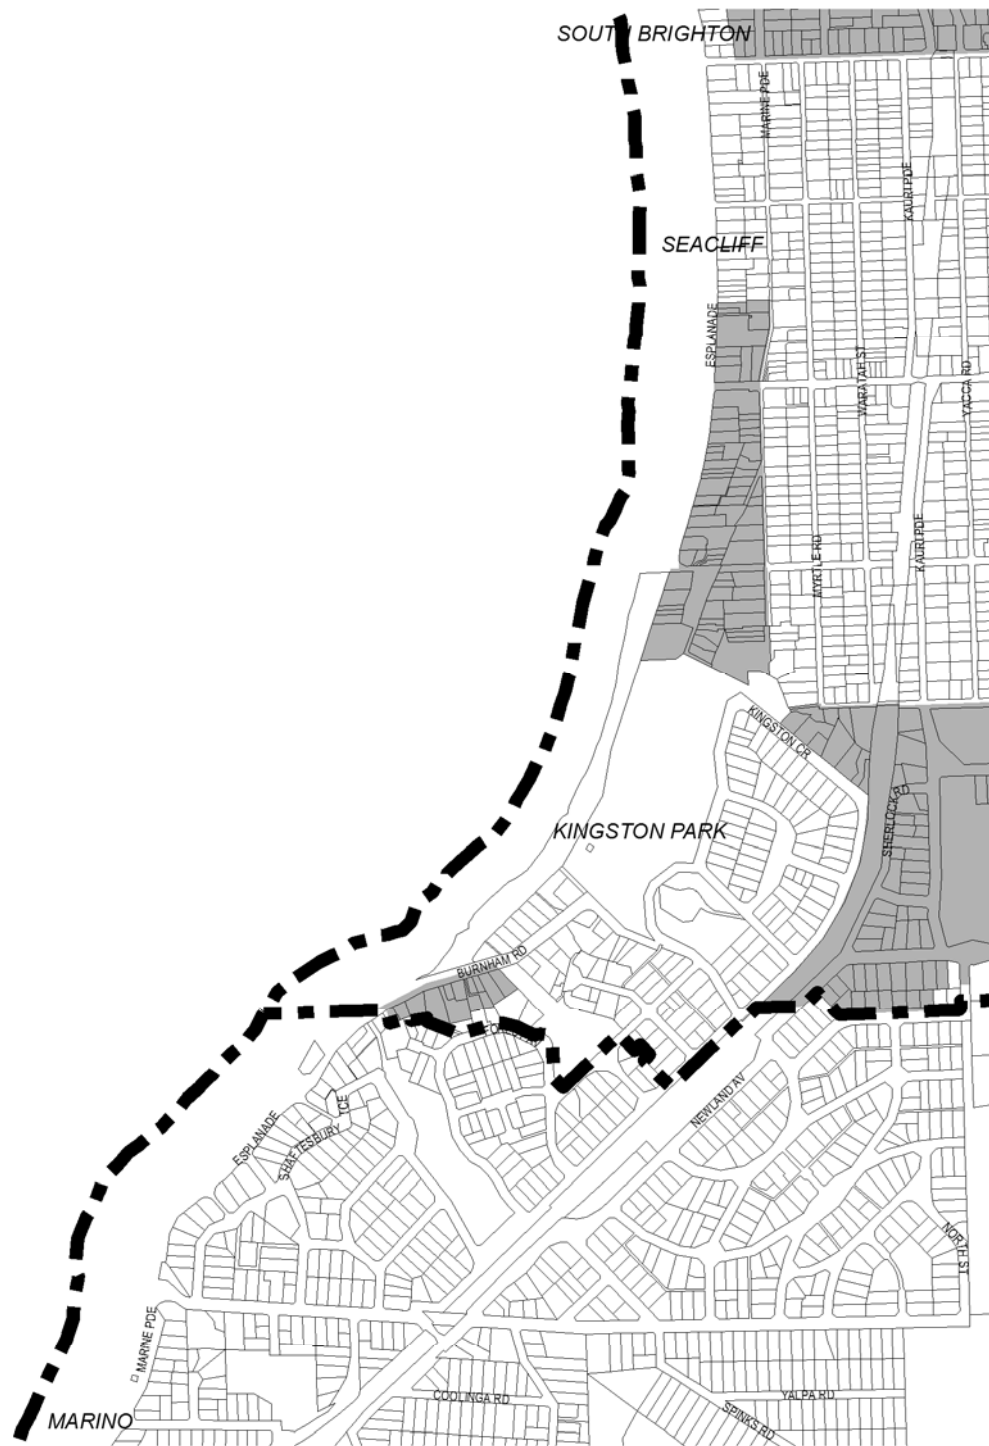 SOUTH BRIGHTON
MARINE PDE
KAURI PDE
SEACLIFF
ESPLANADE
WARATAH ST
YACCA RD
MYRTLE RD
KAURI PDE
KINGSTON CR
SHERLOCK RD
KINGSTON PARK
BURNHAM RD
NEWLAND AV
ESPLANADE
SHAFTESBURY TCE
NORTH ST
MARINE PDE
COOLINGA RD
YALPA RD
SPINKS RD
MARINO